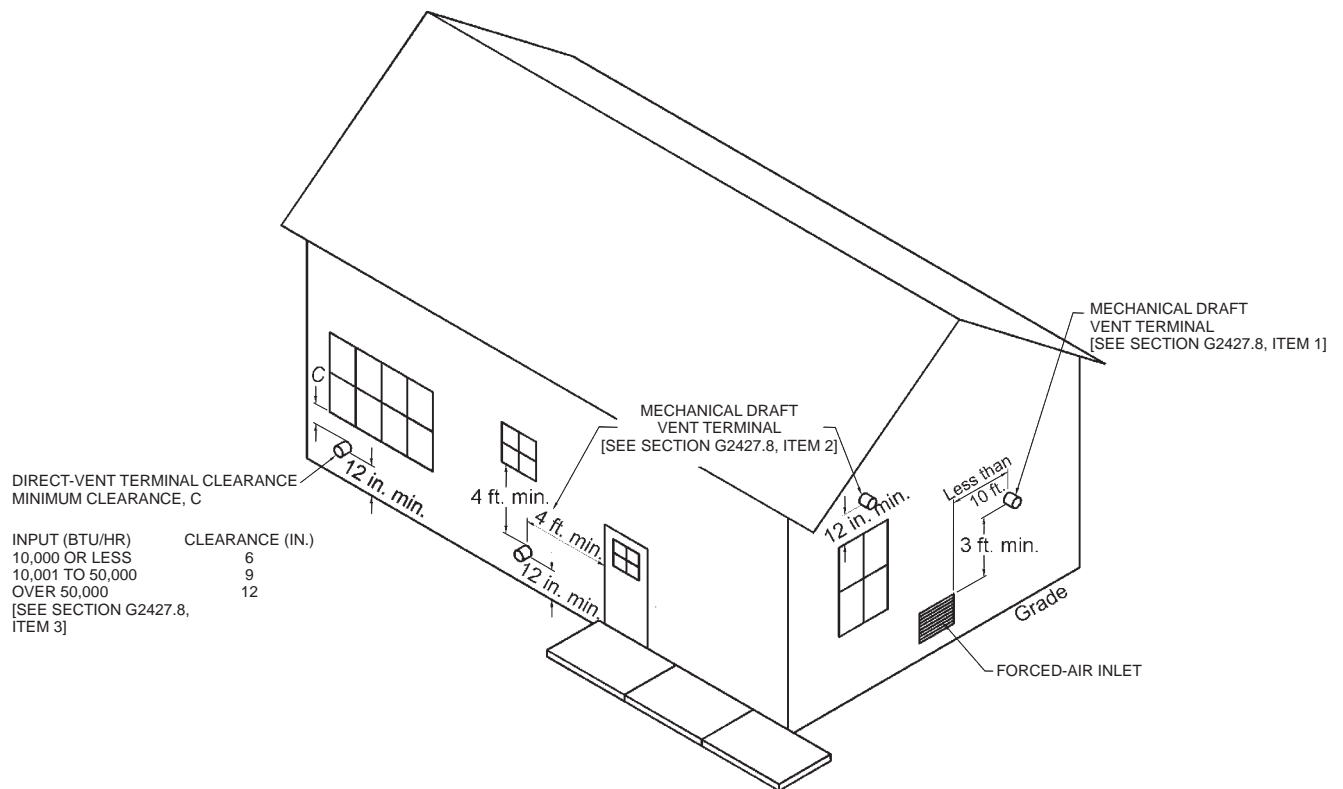 MECHANICAL DRAFT
VENT TERMINAL
[SEE SECTION G2427.8, ITEM 1]
MECHANICAL DRAFT
VENT TERMINAL
[SEE SECTION G2427.8, ITEM 2]
C
DIRECT-VENT TERMINAL CLEARANCE
MINIMUM CLEARANCE, C
12 in. min.
INPUT (BTU/HR) CLEARANCE (IN.)
10,000 OR LESS 6
10,001 TO 50,000 9
OVER 50,000 12
[SEE SECTION G2427.8,
ITEM 3]
4 ft. min.
4 ft. min.
12 in. min.
12 in. min.
Less than
10 ft.
3 ft. min.
Grade
FORCED-AIR INLET